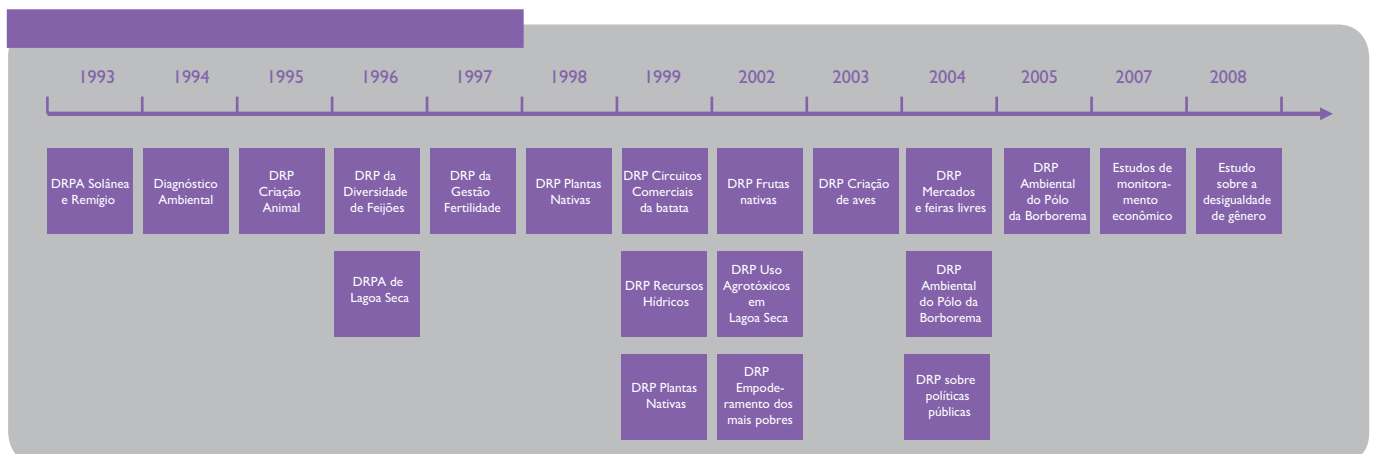 1993 1994 1995 1996 1997 1998 1999 2002 2003 2004 2005 2007 2008
DRPA Solânea
e Remígio
Diagnóstico
Ambiental
DRP
Criação
Animal
DRP da
Diversidade
de Feijões
DRP da
Gestão
Fertilidade
DRP Plantas
Nativas
DRP Circuitos
Comerciais
da batata
DRP Frutas
nativas
DRP Criação
de aves
DRP
Mercados
e feiras livres
DRP
Ambiental
do Pólo
da Borborema
Estudos de
monitora-
mento
econômico
Estudo
sobre a
desigualdade
de gênero
DRPA de
Lagoa Seca
DRP Recursos
Hídricos
DRP Uso
Agrotóxicos
em
Lagoa Seca
DRP
Ambiental
do Pólo da
Borborema
DRP Plantas
Nativas
DRP
Empode-
ramento dos
mais pobres
DRP sobre
políticas
públicas